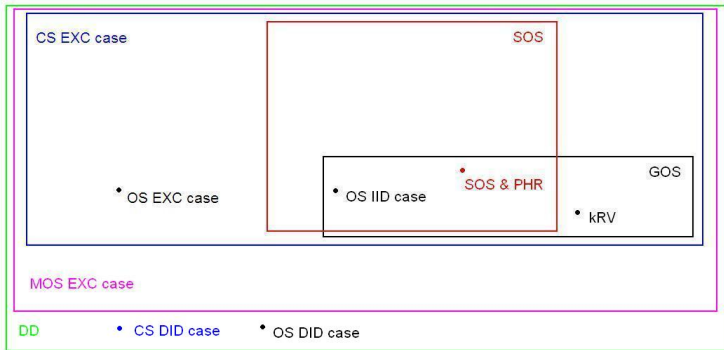 CS EXC case
SOS
GOS
SOS & PHR
OS EXC case
OS IID case
kRV
MOS EXC case
DD
CS DID case
OS DID case